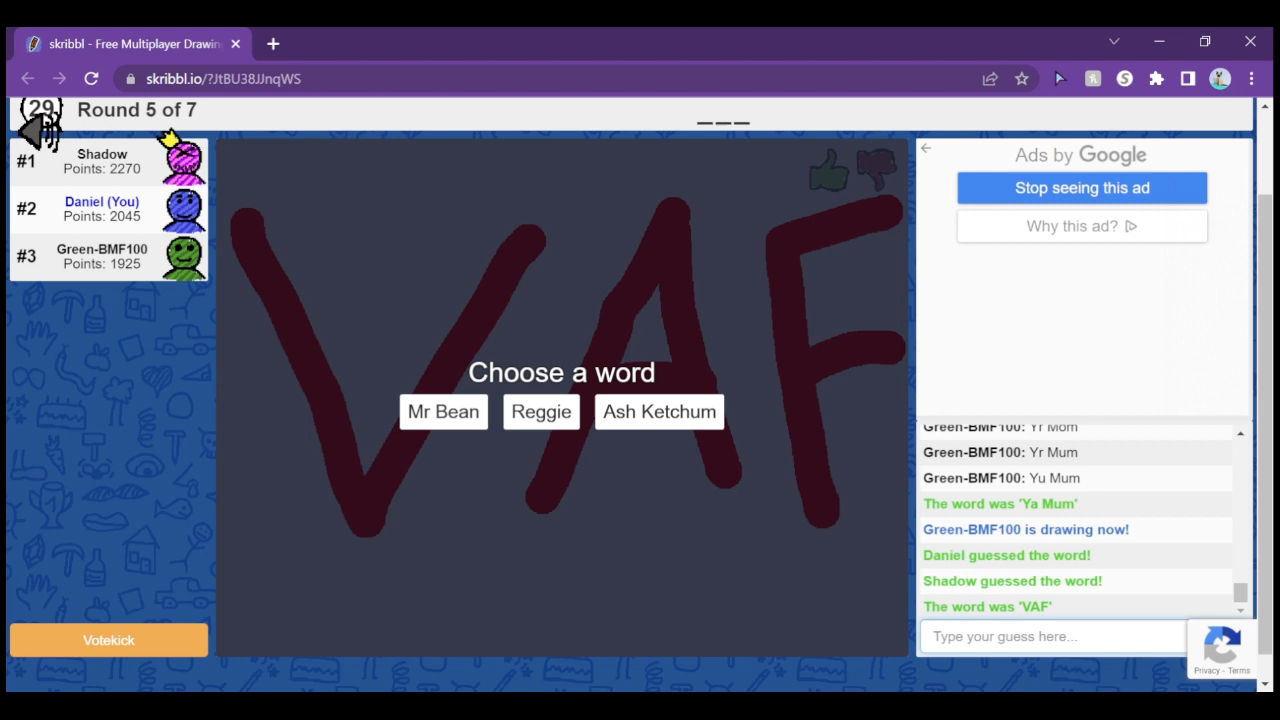 skribbl - Free Multiplayer Drawin
skribbl.io/?JtBU38JJnqWS
29
Round 5 of 7
_ _ _
#1
Shadow
Points: 2270
#2
Daniel (You)
Points: 2045
#3
Green-BMF100
Points: 1925
Votekick
VAF
Choose a word
Mr Bean
Reggie
Ash Ketchum
Ads by Google
Stop seeing this ad
Why this ad?
Green-BMF100: Yr Mom
Green-BMF100: Yr Mum
Green-BMF100: Yu Mum
The word was 'Ya Mum'
Green-BMF100 is drawing now!
Daniel guessed the word!
Shadow guessed the word!
The word was 'VAF'
Type your guess here...
Privacy - Terms